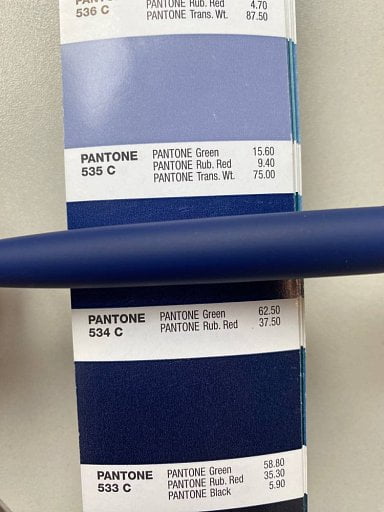 PANTONE
536 C
PANTONE Rub. Red 4.70
PANTONE Trans. Wt. 87.50
PANTONE
535 C
PANTONE Green 15.60
PANTONE Rub. Red 9.40
PANTONE Trans. Wt. 75.00
PANTONE
534 C
PANTONE Green 62.50
PANTONE Rub. Red 37.50
PANTONE
533 C
PANTONE Green 58.80
PANTONE Rub. Red 35.30
PANTONE Black 5.90